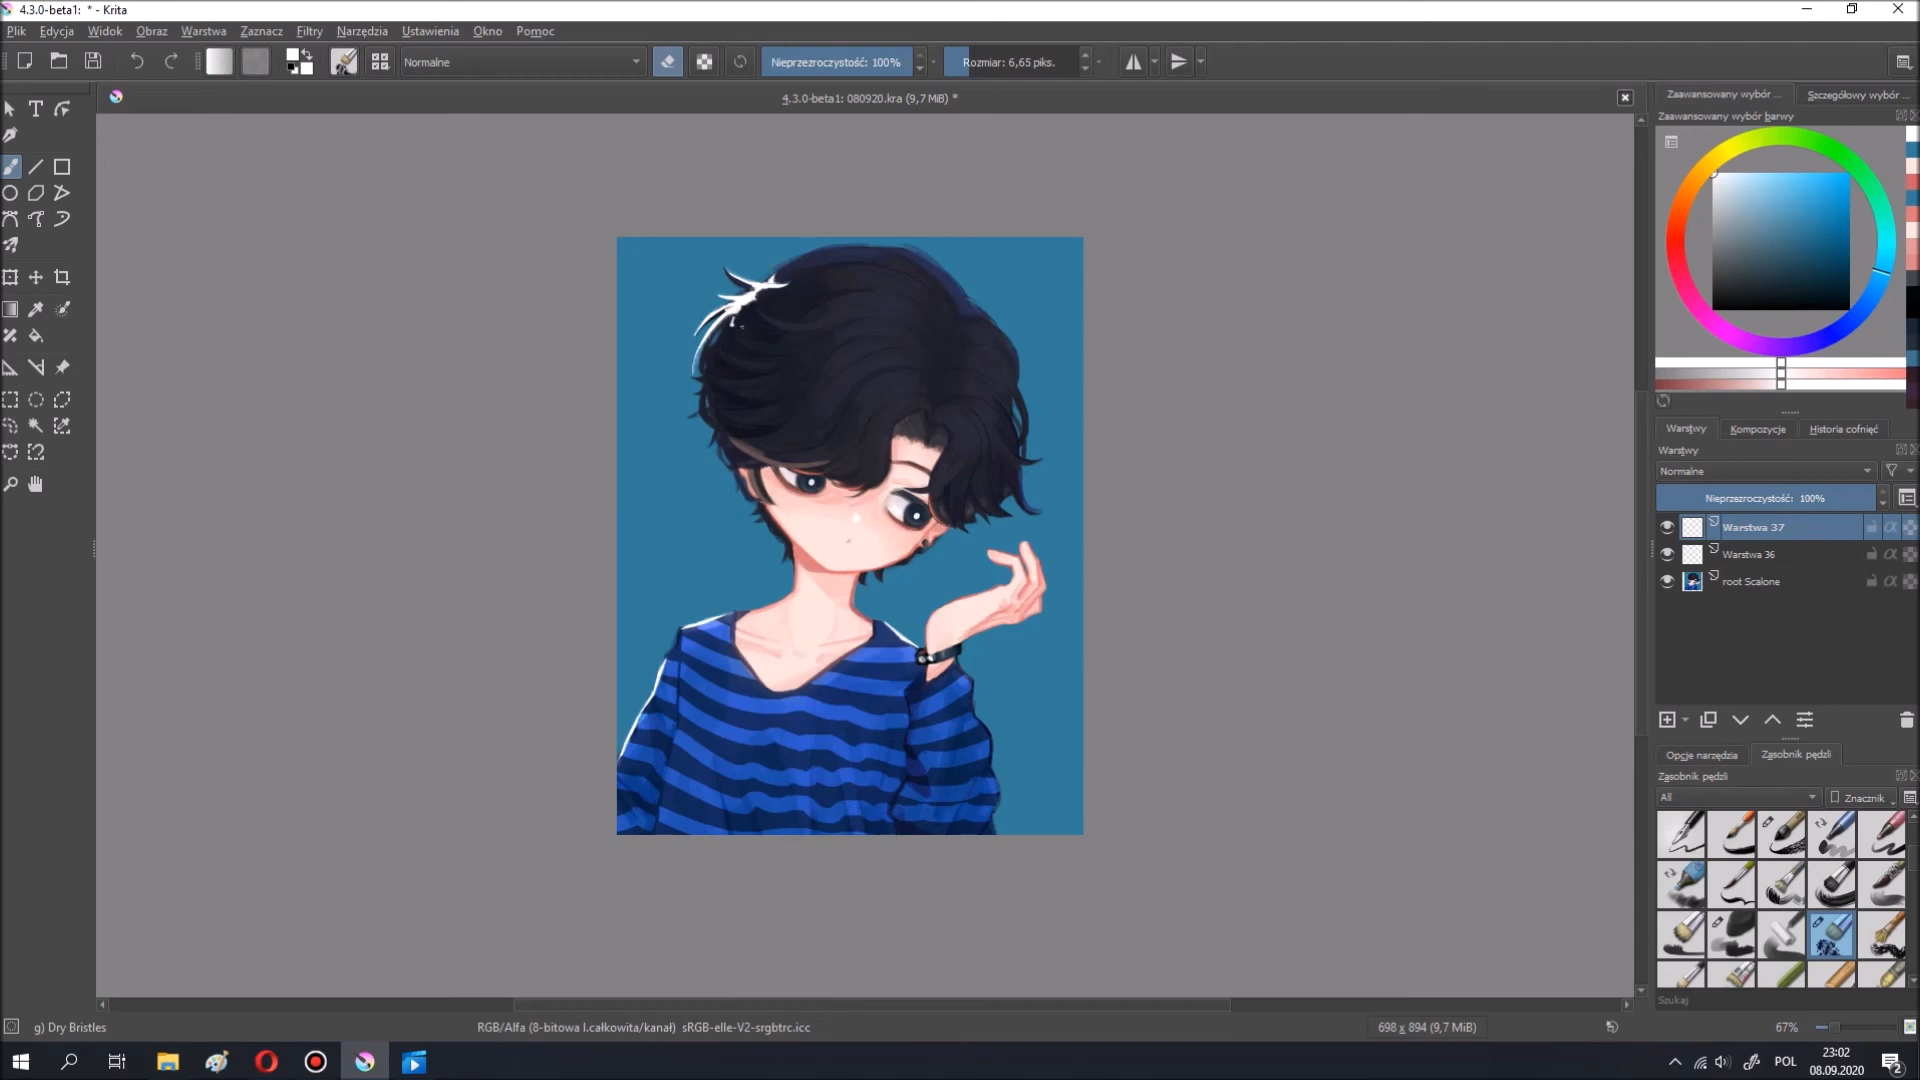 4.3.0-beta1: * - Krita
Plik Edycja Widok Obraz Warstwa Zaznacz Filtry Narzędzia Ustawienia Okno Pomoc
Normalne
Nieprzezroczystość: 100%
Rozmiar: 6,65 piks.
4.3.0-beta1: 080920.kra (9,7 MiB) *
Zaawansowany wybór ...
Szczegółowy wybór ...
Zaawansowany wybór barwy
Warstwy
Kompozycje
Historia cofnięć
Warstwy
Normalne
Nieprzezroczystość: 100%
Warstwa 37
Warstwa 36
root Scalone
Opcje narzędzia
Zasobnik pędzli
Zasobnik pędzli
All
Znacznik
Szukaj
g) Dry Bristles
RGB/Alfa (8-bitowa l.całkowita/kanał) sRGB-elle-V2-srgbtrc.icc
698 x 894 (9,7 MiB)
67%
POL
23:02
08.09.2020
2